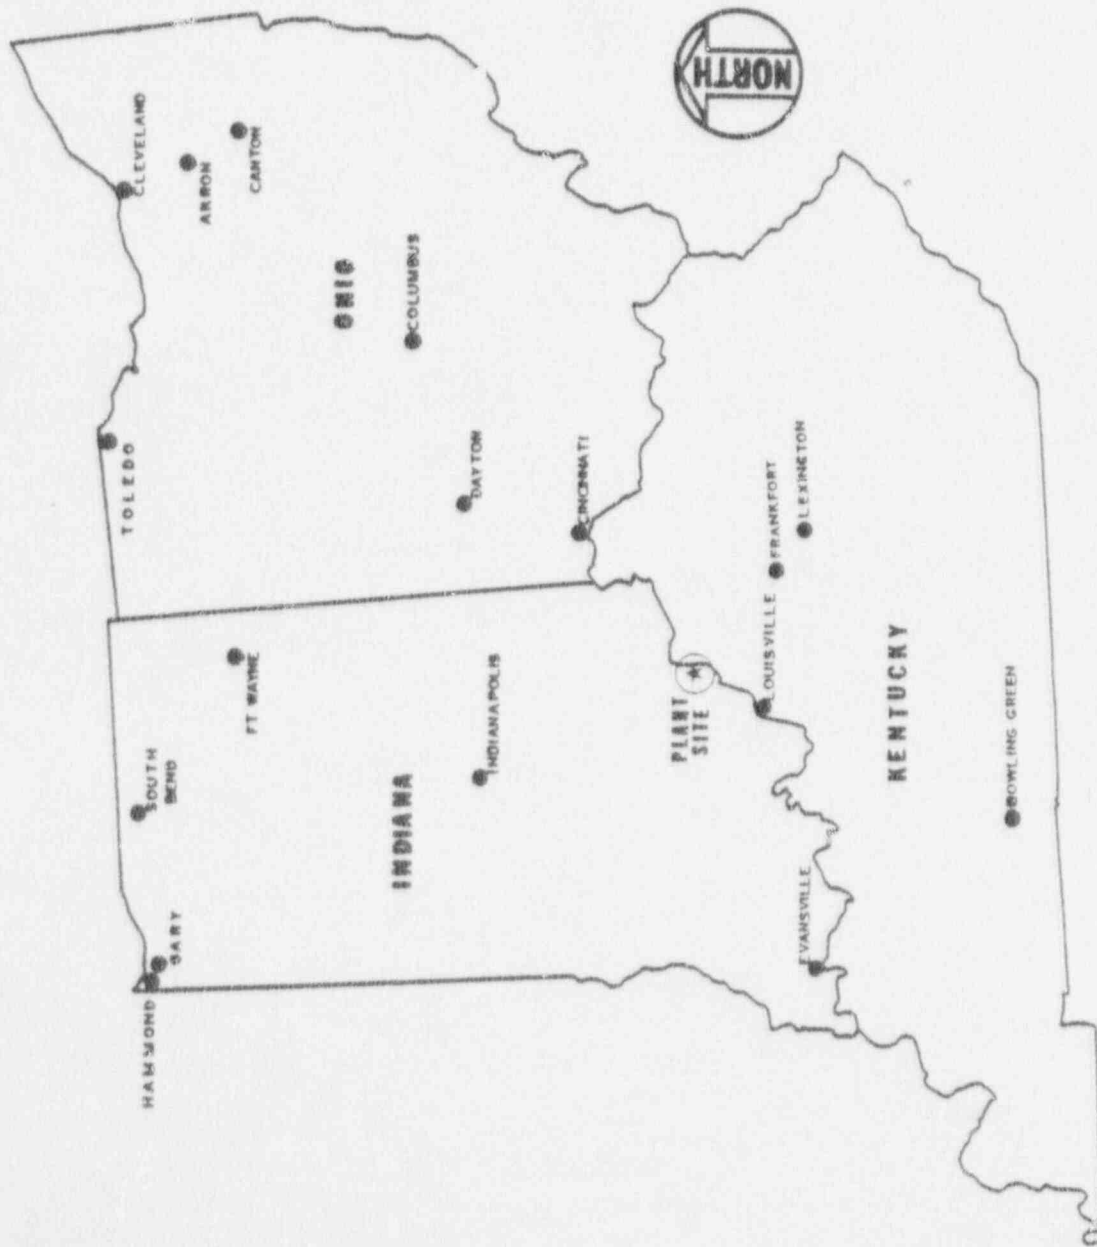 TOLEDO
CLEVELAND
HAMMOND
SOUTH
BEND
GARY
AKRON
FT WAYNE
CANTON
OHIO
INDIANA
COLUMBUS
DAYTON
INDIANAPOLIS
CINCINNATI
PLANT
SITE
NORTH
LOUISVILLE
FRANKFORT
LEXINGTON
EVANSVILLE
KENTUCKY
BOWLING GREEN